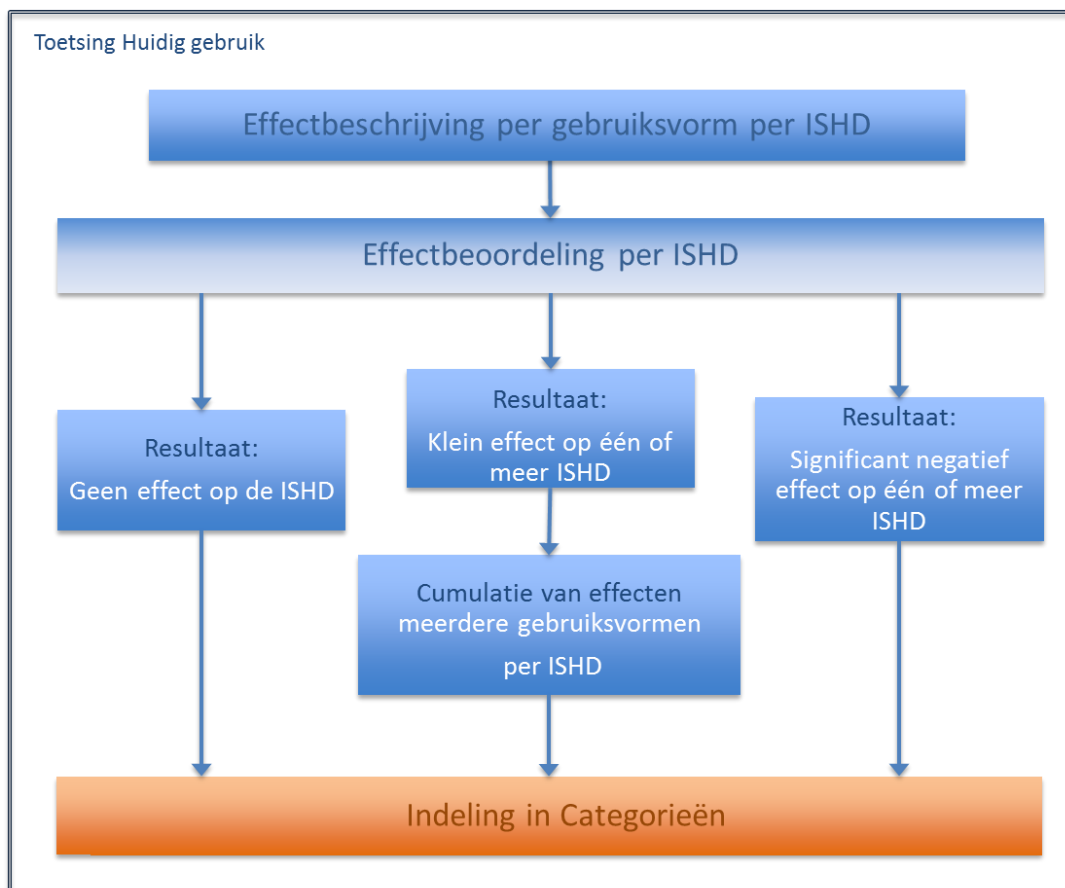 Toetsing Huidig gebruik
Effectbeschrijving per gebruiksvorm per ISHD
Effectbeoordeling per ISHD
Resultaat:
Geen effect op de ISHD
Resultaat:
Klein effect op één of
meer ISHD
Resultaat:
Significant negatief
effect op één of meer
ISHD
Cumulatie van effecten
meerdere gebruiksvormen
per ISHD
Indeling in Categorieën